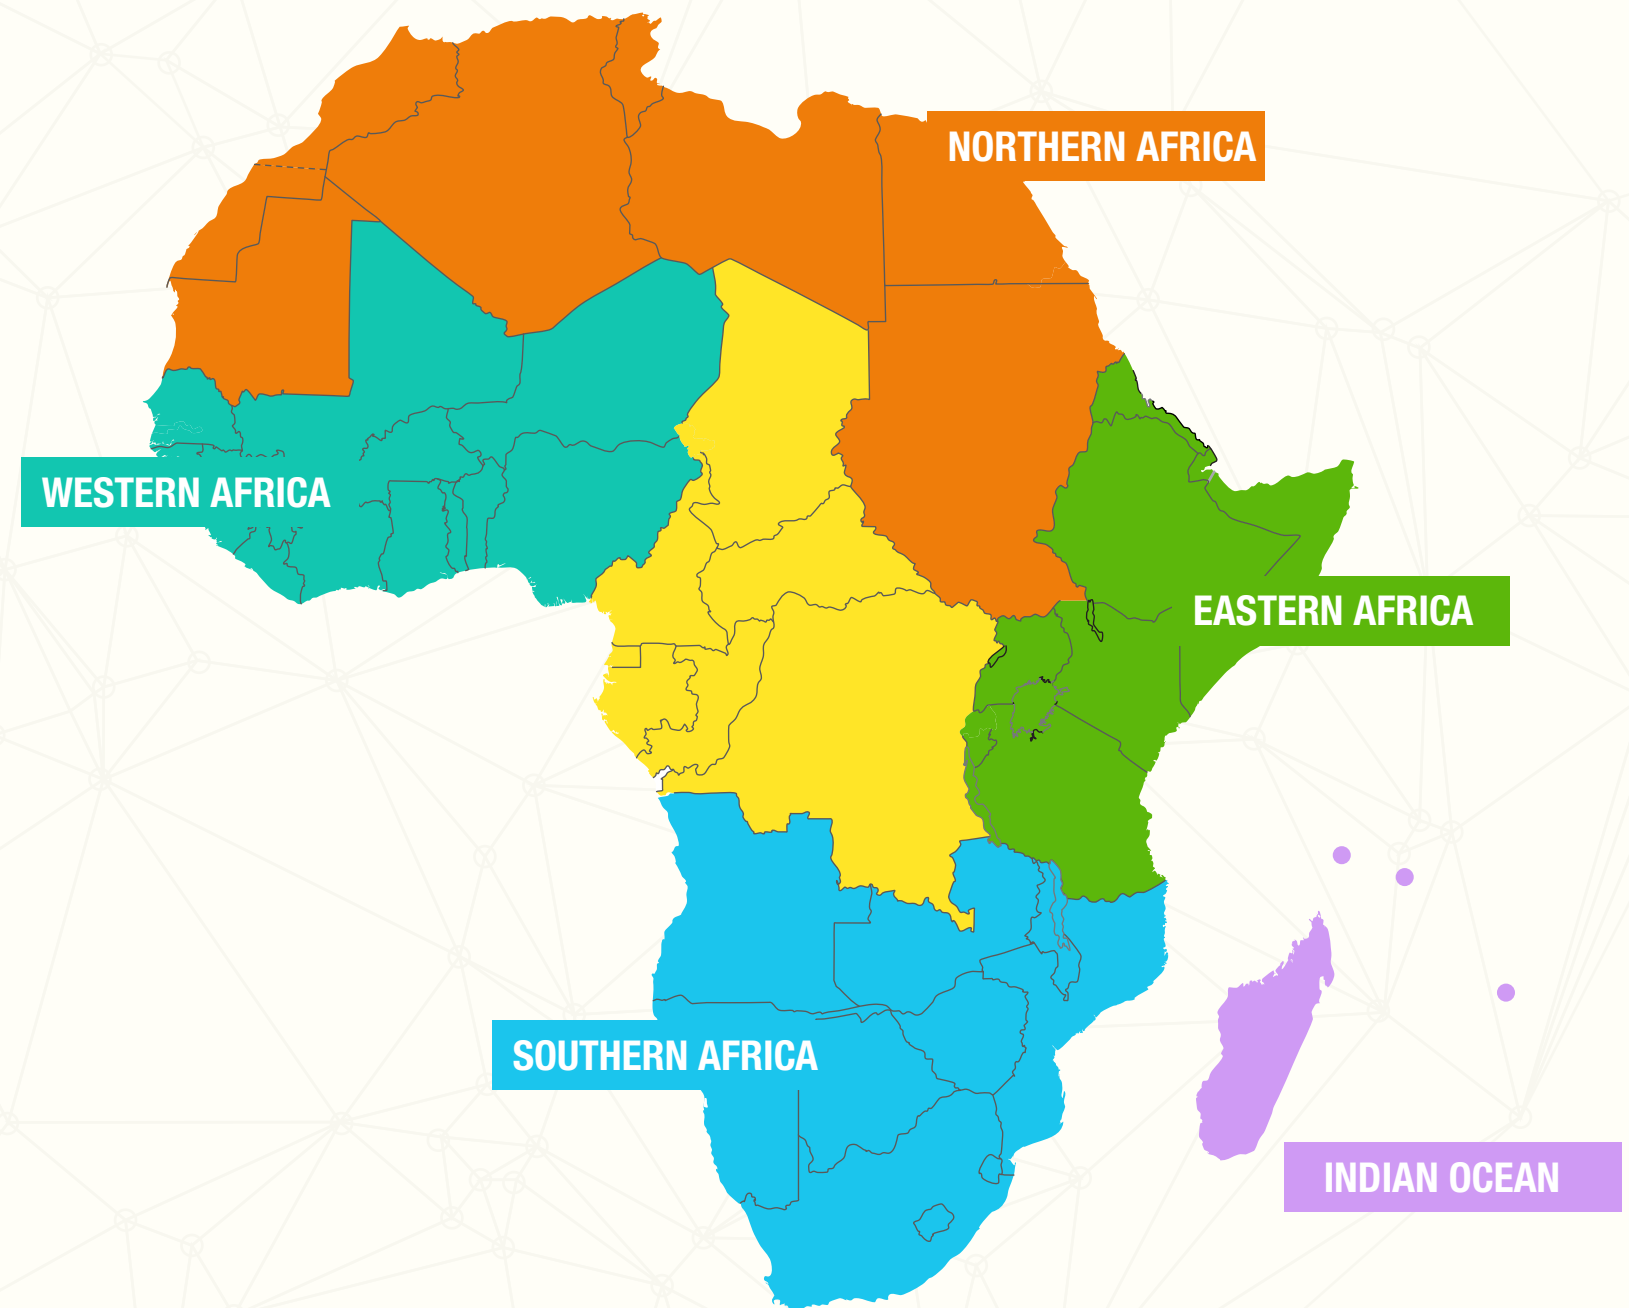 NORTHERN AFRICA
WESTERN AFRICA
EASTERN AFRICA
SOUTHERN AFRICA
INDIAN OCEAN